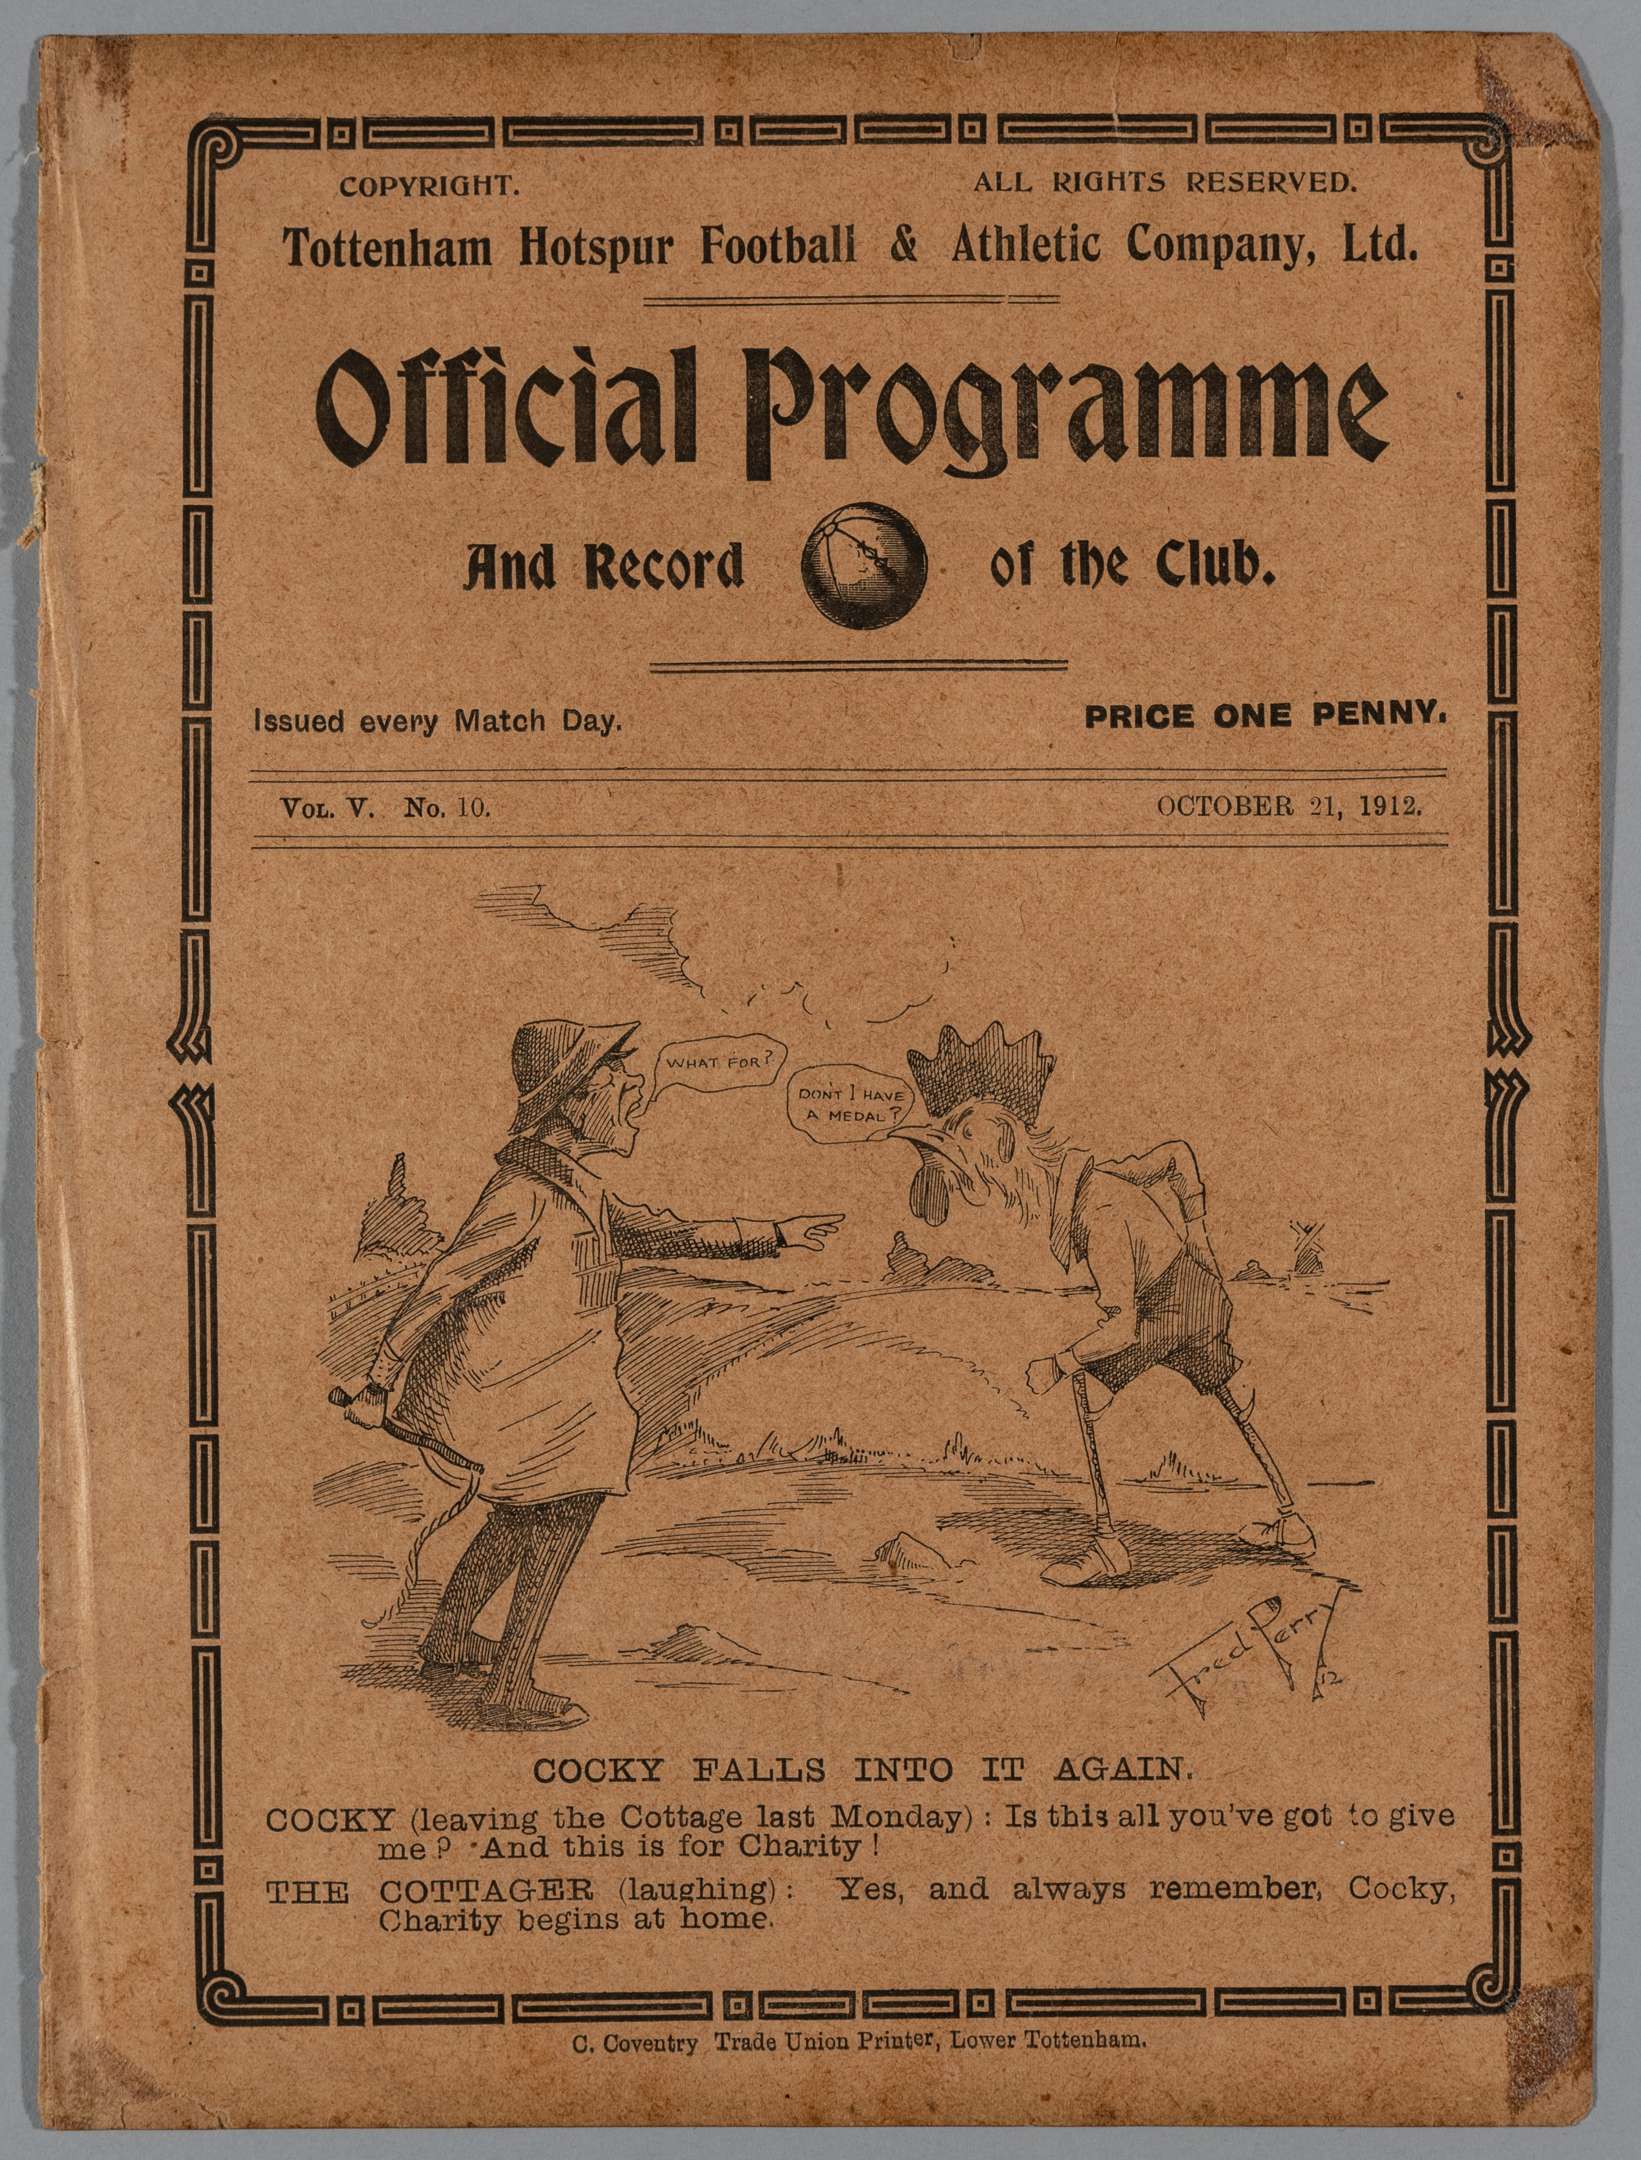 COPYRIGHT. ALL RIGHTS RESERVED.
Tottenham Hotspur Football & Athletic Company, Ltd.
Official Programme
And Record of the Club.
Issued every Match Day. PRICE ONE PENNY.
VOL. V. No. 10. OCTOBER 21, 1912.
WHAT FOR?
DON'T I HAVE
A MEDAL?
Fred Perry
12
COCKY FALLS INTO IT AGAIN.
COCKY (leaving the Cottage last Monday) : Is this all you've got to give
me ? And this is for Charity !
THE COTTAGER (laughing) : Yes, and always remember, Cocky,
Charity begins at home.
C. Coventry Trade Union Printer, Lower Tottenham.